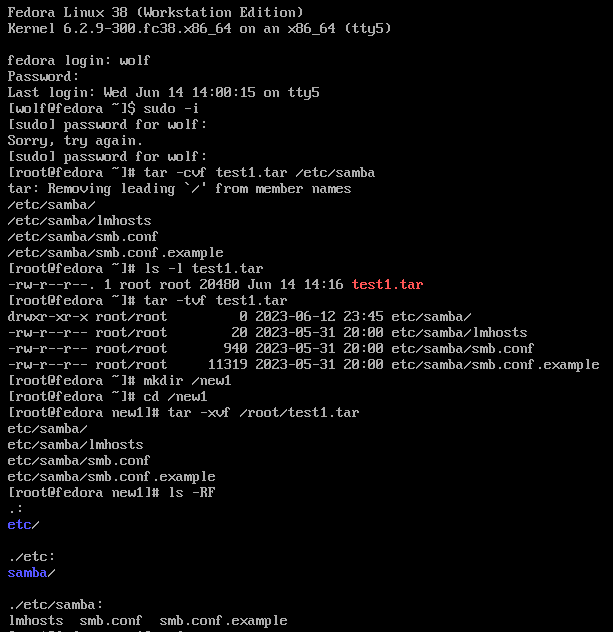 Fedora Linux 38 (Workstation Edition)
Kernel 6.2.9-300.fc38.x86_64 on an x86_64 (tty5)
fedora login: wolf
Password:
Last login: Wed Jun 14 14:00:15 on tty5
[wolf@fedora ~]$ sudo -i
[sudo] password for wolf:
Sorry, try again.
[sudo] password for wolf:
[root@fedora ~]# tar -cvf test1.tar /etc/samba
tar: Removing leading `/' from member names
/etc/samba/
/etc/samba/lmhosts
/etc/samba/smb.conf
/etc/samba/smb.conf.example
[root@fedora ~]# ls -l test1.tar
-rw-r--r--. 1 root root 20480 Jun 14 14:16 test1.tar
[root@fedora ~]# tar -tvf test1.tar
drwxr-xr-x root/root         0 2023-06-12 23:45 etc/samba/
-rw-r--r-- root/root        20 2023-05-31 20:00 etc/samba/lmhosts
-rw-r--r-- root/root       940 2023-05-31 20:00 etc/samba/smb.conf
-rw-r--r-- root/root     11319 2023-05-31 20:00 etc/samba/smb.conf.example
[root@fedora ~]# mkdir /new1
[root@fedora ~]# cd /new1
[root@fedora new1]# tar -xvf /root/test1.tar
etc/samba/
etc/samba/lmhosts
etc/samba/smb.conf
etc/samba/smb.conf.example
[root@fedora new1]# ls -RF
.:
etc/
./etc:
samba/
./etc/samba:
lmhosts  smb.conf  smb.conf.example